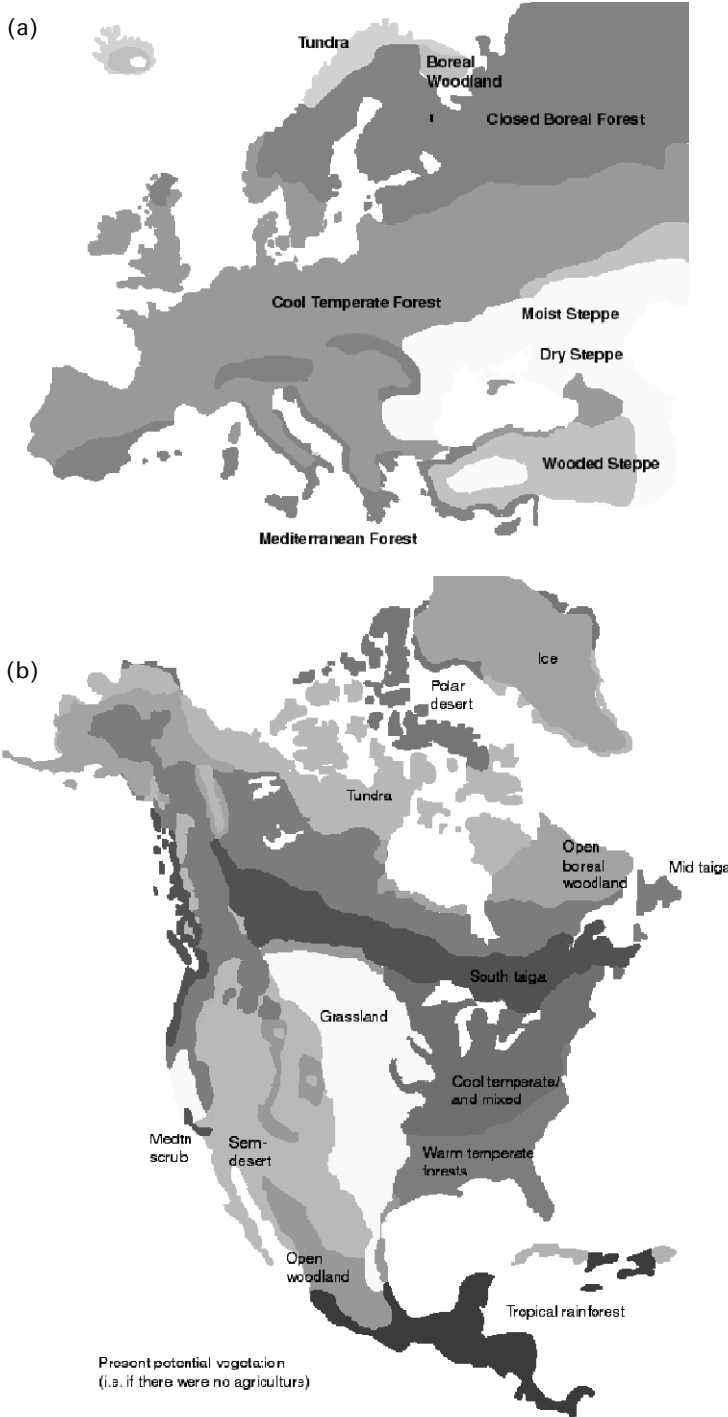 (a)
Tundra
Boreal
Woodland
Closed Boreal Forest
Cool Temperate Forest
Moist Steppe
Dry Steppe
Wooded Steppe
Mediterranean Forest
(b)
Ice
Polar
desert
Tundra
Open
boreal
woodland
Mid taiga
South taiga
Grassland
Cool temperate/
and mixed
Medtn
scrub
Sem-
desert
Warm temperate
forests
Open
woodland
Tropical rainforest
Present potential vegetation
(i.e. if there were no agriculture)